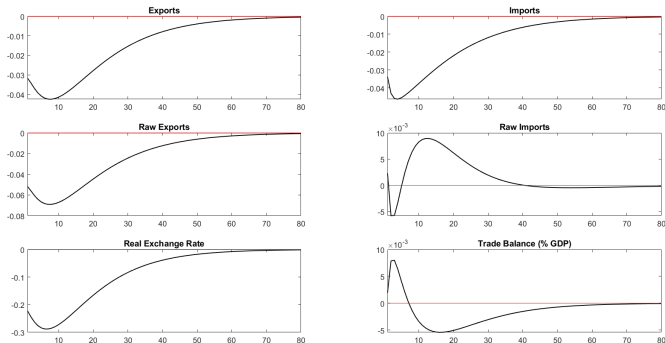 Exports
0
-0.01
-0.02
-0.03
-0.04
10 20 30 40 50 60 70 80
Imports
0
-0.01
-0.02
-0.03
-0.04
10 20 30 40 50 60 70 80
Raw Exports
0
-0.02
-0.04
-0.06
-0.08
10 20 30 40 50 60 70 80
Raw Imports
×10⁻³
10
5
0
-5
10 20 30 40 50 60 70 80
Real Exchange Rate
0
-0.1
-0.2
-0.3
10 20 30 40 50 60 70 80
Trade Balance (% GDP)
×10⁻³
10
5
0
-5
10 20 30 40 50 60 70 80